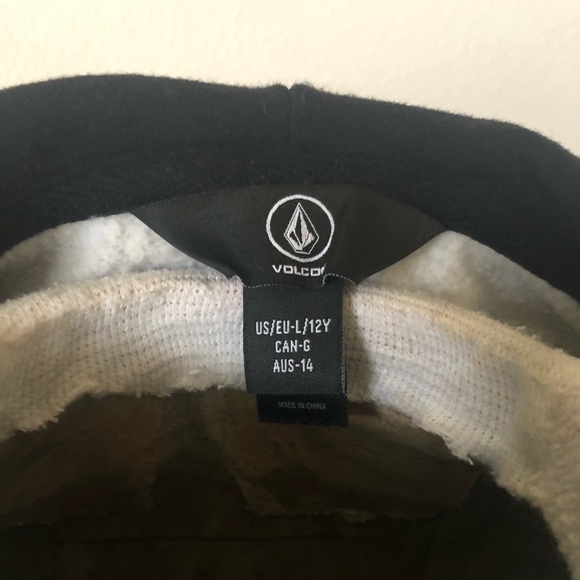 VOLCO
US/EU-L/12Y
CAN-G
AUS-14
MADE IN CHINA